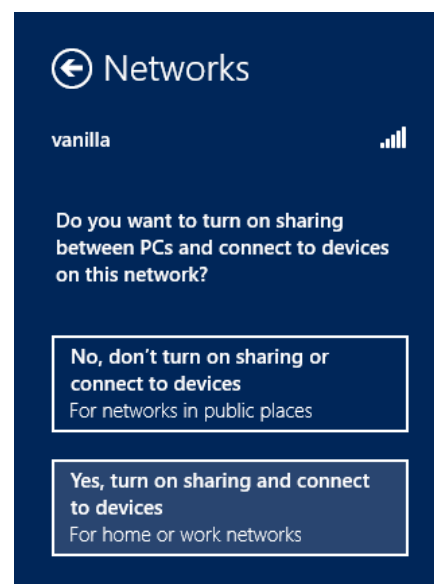 Networks
vanilla
Do you want to turn on sharing
between PCs and connect to devices
on this network?
No, don't turn on sharing or
connect to devices
For networks in public places
Yes, turn on sharing and connect
to devices
For home or work networks